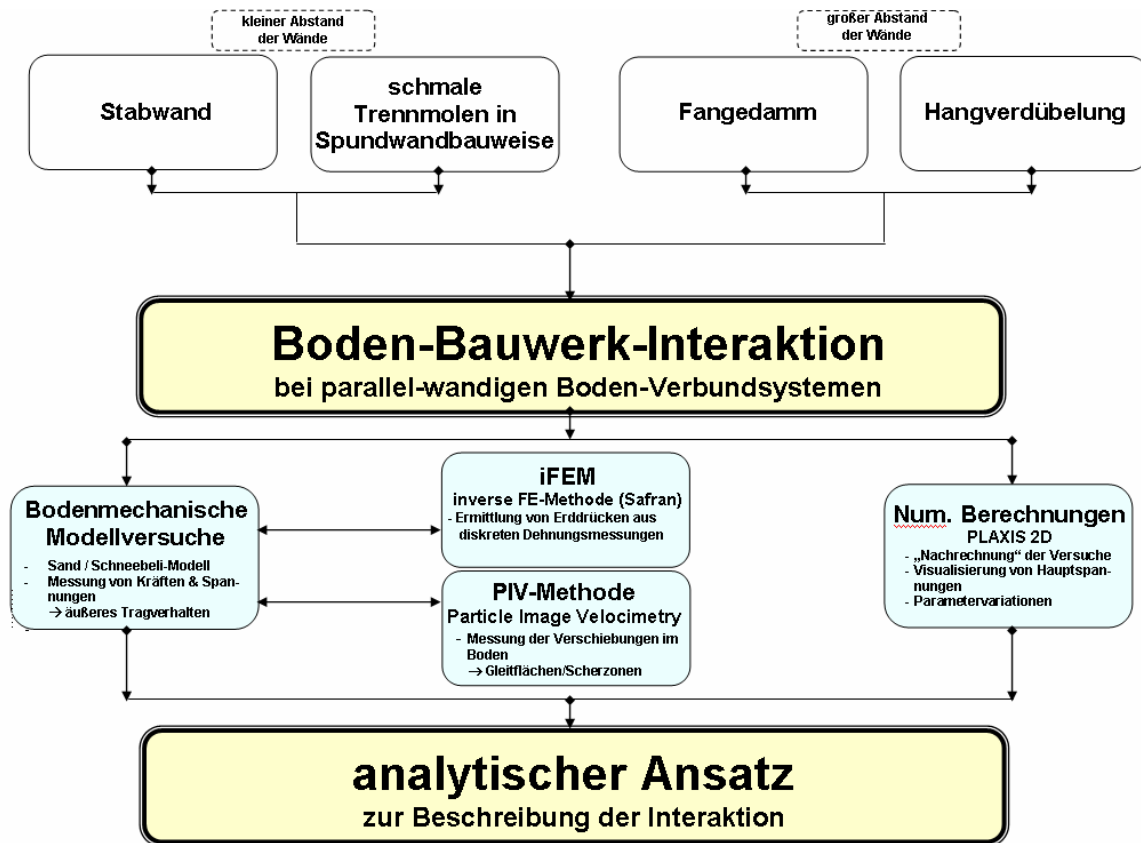 kleiner Abstand
der Wände
großer Abstand
der Wände
Stabwand
schmale
Trennmolen in
Spundwandbauweise
Fangedamm
Hangverdübelung
Boden-Bauwerk-Interaktion
bei parallel-wandigen Boden-Verbundsystemen
Bodenmechanische
Modellversuche
- Sand / Schneebeli-Modell
- Messung von Kräften & Span-
nungen
→ äußeres Tragverhalten
-
iFEM
inverse FE-Methode (Safran)
- Ermittlung von Erddrücken aus
diskreten Dehnungsmessungen
PIV-Methode
Particle Image Velocimetry
- Messung der Verschiebungen im
Boden
→ Gleitflächen/Scherzonen
Num. Berechnungen
PLAXIS 2D
- „Nachrechnung“ der Versuche
- Visualisierung von Hauptspan-
nungen
- Parametervariationen
analytischer Ansatz
zur Beschreibung der Interaktion